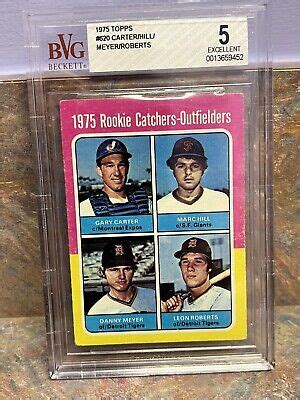 BVG
BECKETT
1975 TOPPS
#620 CARTER/HILL/
MEYER/ROBERTS
5
EXCELLENT
0013659452
1975 Rookie Catchers-Outfielders
GARY CARTER
c/Montreal Expos
MARC HILL
c/S.F. Giants
DANNY MEYER
of/Detroit Tigers
LEON ROBERTS
of/Detroit Tigers